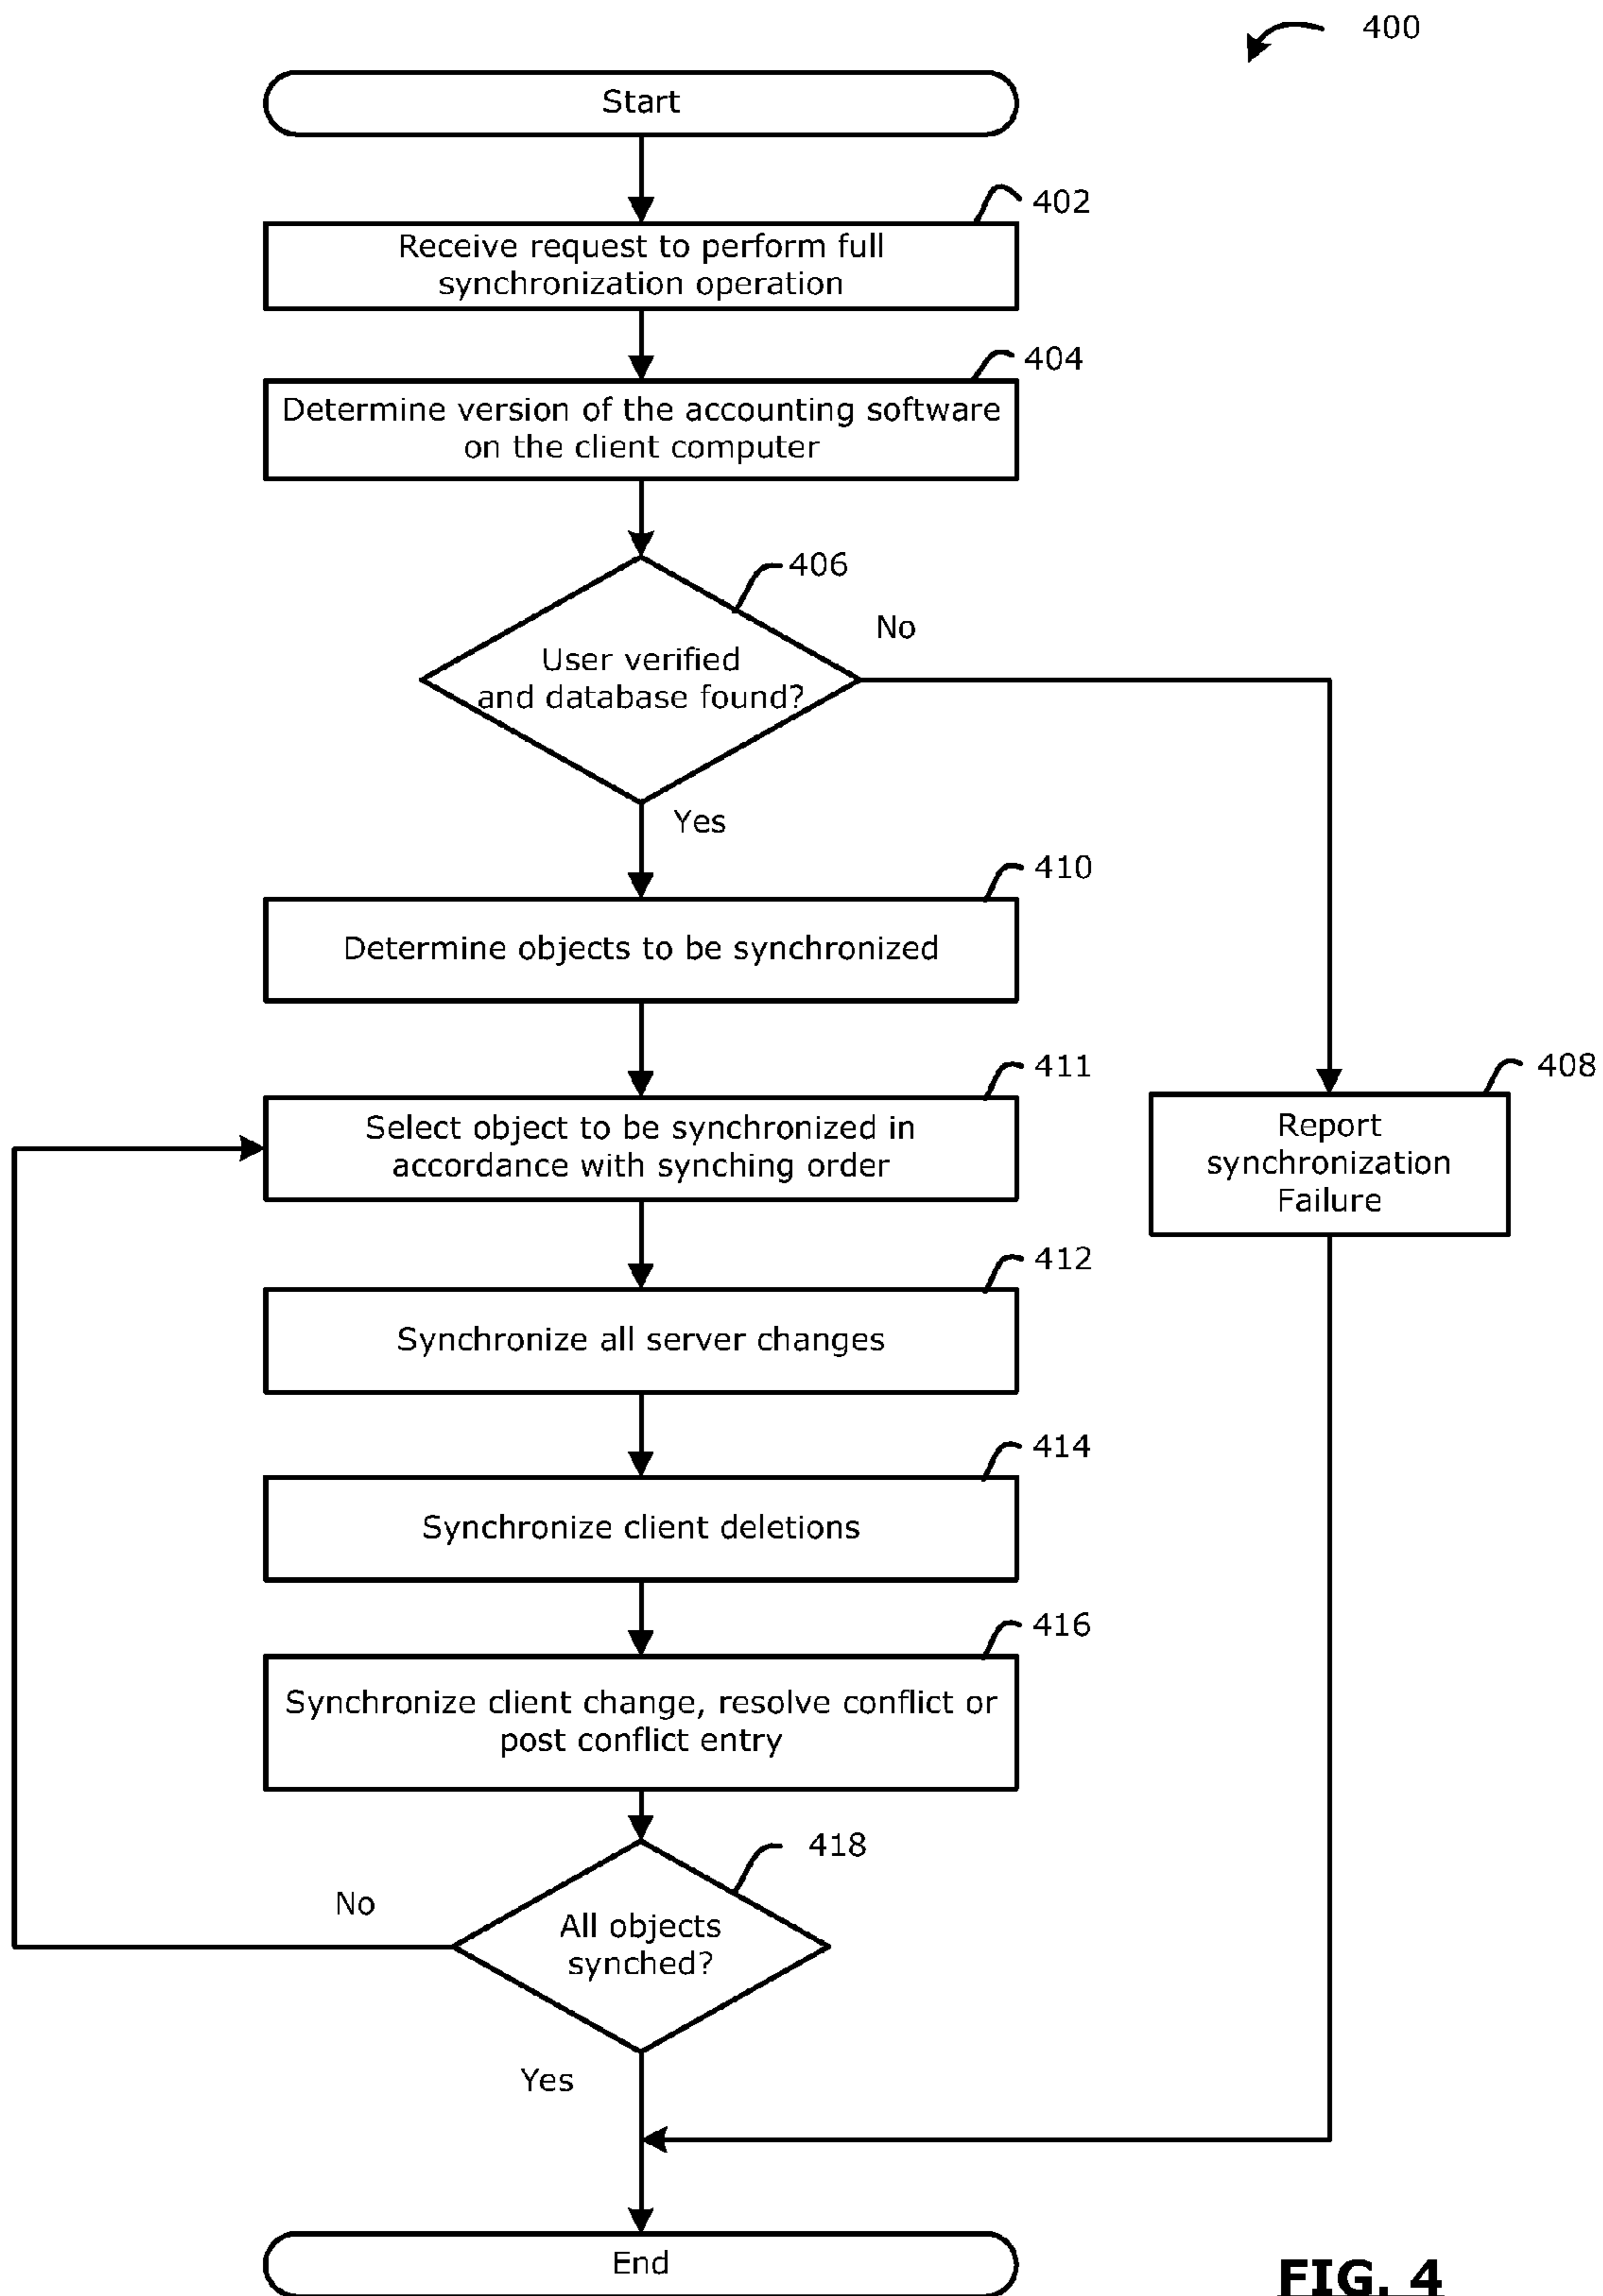 400
Start
402
Receive request to perform full
synchronization operation
404
Determine version of the accounting software
on the client computer
406
No
User verified
and database found?
Yes
410
Determine objects to be synchronized
411
Select object to be synchronized in
accordance with synching order
408
Report
synchronization
Failure
412
Synchronize all server changes
414
Synchronize client deletions
416
Synchronize client change, resolve conflict or
post conflict entry
418
No
All objects
synched?
Yes
End
FIG. 4